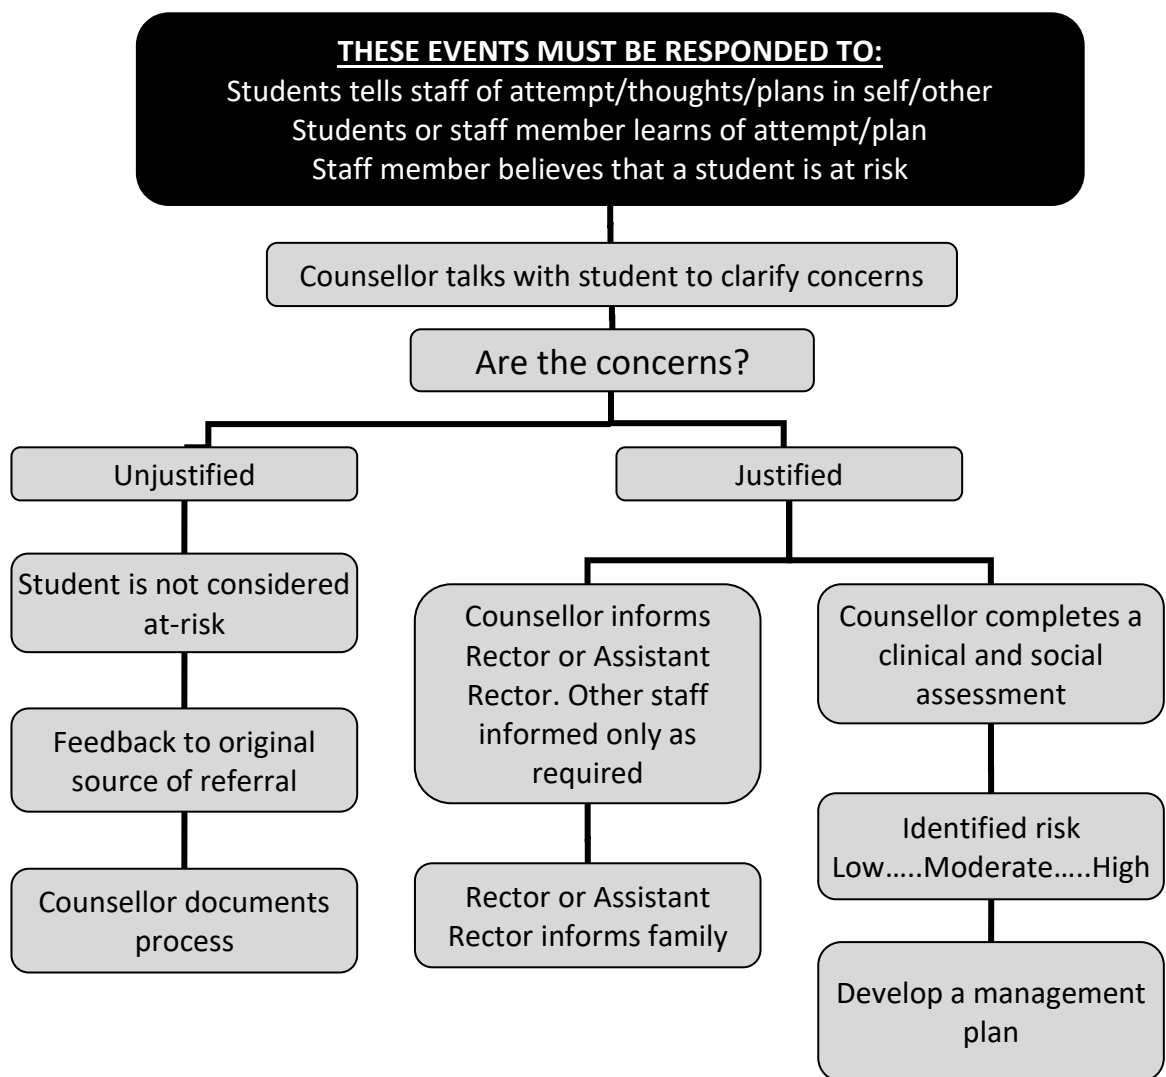 THESE EVENTS MUST BE RESPONDED TO:
Students tells staff of attempt/thoughts/plans in self/other
Students or staff member learns of attempt/plan
Staff member believes that a student is at risk
Counsellor talks with student to clarify concerns
Are the concerns?
Unjustified
Justified
Student is not considered
at-risk
Feedback to original
source of referral
Counsellor documents
process
Counsellor informs
Rector or Assistant
Rector. Other staff
informed only as
required
Rector or Assistant
Rector informs family
Counsellor completes a
clinical and social
assessment
Identified risk
Low.....Moderate.....High
Develop a management
plan